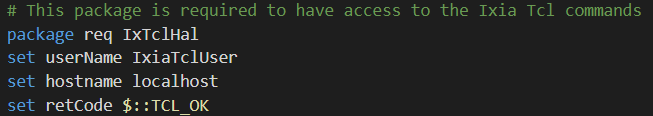 # This package is required to have access to the Ixia Tcl commands
package req IxTclHal
set userName IxiaTclUser
set hostname localhost
set retCode $::TCL_OK